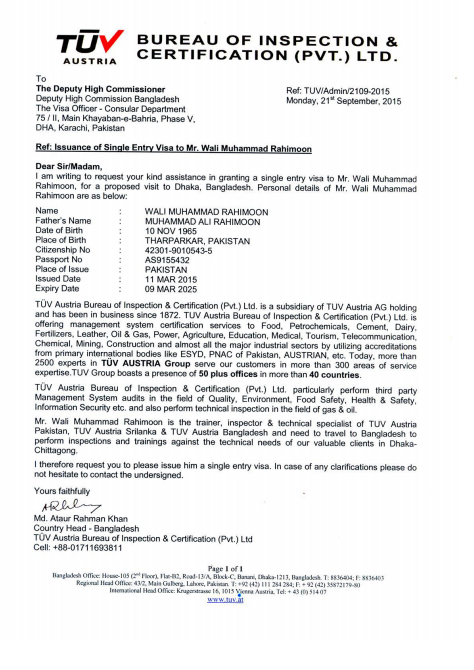 TÜV
AUSTRIA
BUREAU OF INSPECTION &
CERTIFICATION (PVT.) LTD.
To
The Deputy High Commissioner
Deputy High Commission Bangladesh
The Visa Officer - Consular Department
75 / II, Main Khayaban-e-Bahria, Phase V,
DHA, Karachi, Pakistan
Ref: TUV/Admin/2109-2015
Monday, 21st September, 2015
Ref: Issuance of Single Entry Visa to Mr. Wali Muhammad Rahimoon
Dear Sir/Madam,
I am writing to request your kind assistance in granting a single entry visa to Mr. Wali Muhammad
Rahimoon, for a proposed visit to Dhaka, Bangladesh. Personal details of Mr. Wali Muhammad
Rahimoon are as below:
Name : WALI MUHAMMAD RAHIMOON
Father's Name : MUHAMMAD ALI RAHIMOON
Date of Birth : 10 NOV 1965
Place of Birth : THARPARKAR, PAKISTAN
Citizenship No : 42301-9010543-5
Passport No : AS9155432
Place of Issue : PAKISTAN
Issued Date : 11 MAR 2015
Expiry Date : 09 MAR 2025
TÜV Austria Bureau of Inspection & Certification (Pvt.) Ltd. is a subsidiary of TUV Austria AG holding
and has been in business since 1872. TUV Austria Bureau of Inspection & Certification (Pvt.) Ltd. is
offering management system certification services to Food, Petrochemicals, Cement, Dairy,
Fertilizers, Leather, Oil & Gas, Power, Agriculture, Education, Medical, Tourism, Telecommunication,
Chemical, Mining, Construction and almost all the major industrial sectors by utilizing accreditations
from primary international bodies like ESYD, PNAC of Pakistan, AUSTRIAN, etc. Today, more than
2500 experts in TÜV AUSTRIA Group serve our customers in more than 300 areas of service
expertise.TUV Group boasts a presence of 50 plus offices in more than 40 countries.
TÜV Austria Bureau of Inspection & Certification (Pvt.) Ltd. particularly perform third party
Management System audits in the field of Quality, Environment, Food Safety, Health & Safety,
Information Security etc. and also perform technical inspection in the field of gas & oil.
Mr. Wali Muhammad Rahimoon is the trainer, inspector & technical specialist of TUV Austria
Pakistan, TUV Austria Srilanka & TUV Austria Bangladesh and need to travel to Bangladesh to
perform inspections and trainings against the technical needs of our valuable clients in Dhaka-
Chittagong.
I therefore request you to please issue him a single entry visa. In case of any clarifications please do
not hesitate to contact the undersigned.
Yours faithfully
Md. Ataur Rahman Khan
Country Head - Bangladesh
TÜV Austria Bureau of Inspection & Certification (Pvt.) Ltd
Cell: +88-01711693811
Page 1 of 1
Bangladesh Office: House-105 (2nd Floor), Flat-B2, Road-13/A, Block-C, Banani, Dhaka-1213, Bangladesh. T: 8836404; F: 8836403
Regional Head Office: 43/2, Main Gulberg, Lahore, Pakistan. T: +92 (42) 111 284 284; F: + 92 (42) 35872179-80
International Head Office: Krugerstrasse 16, 1015 Vienna Austria, Tel: + 43 (0) 514 07
www.tuv.at